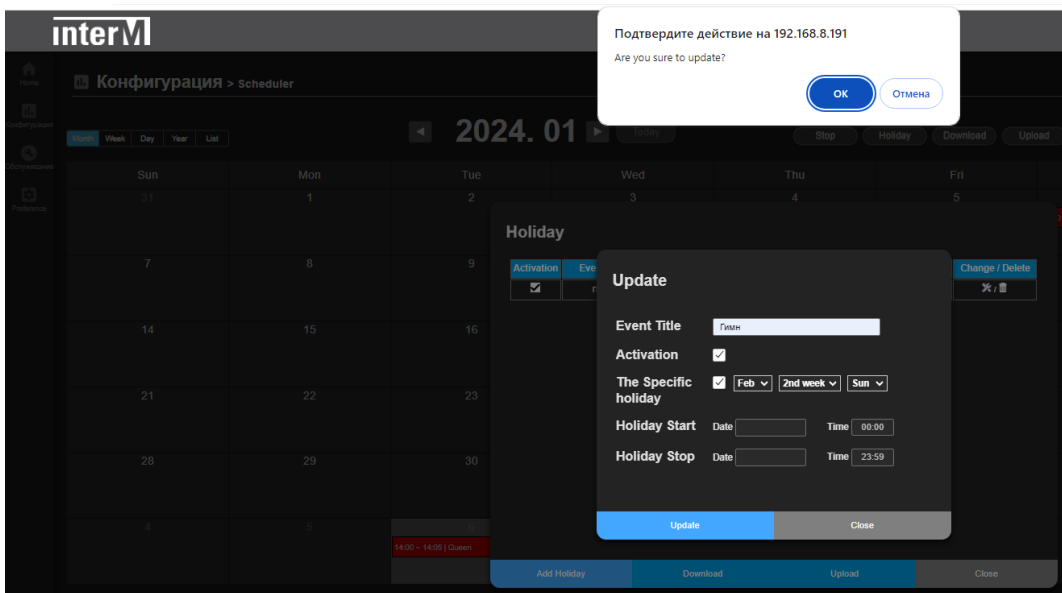 interM
Подтвердите действие на 192.168.8.191
Are you sure to update?
ОК
Отмена
Home
Конфигурация > Scheduler
Конфигурация
Month Week Day Year List
2024. 01
Today
Stop Holiday Download Upload
Обслуживание
Preference
Sun Mon Tue Wed Thu Fri
31 1 2 3 4 5
Holiday
7 8 9
Activation
Change / Delete
/
Update
Event Title Гимн
Activation
The Specific holiday Feb 2nd week Sun
Holiday Start Date Time 00:00
Holiday Stop Date Time 23:59
14 15 16
21 22 23
28 29 30
Update Close
4 5 6
14:00 ~ 14:05 | Queen
Add Holiday Download Upload Close